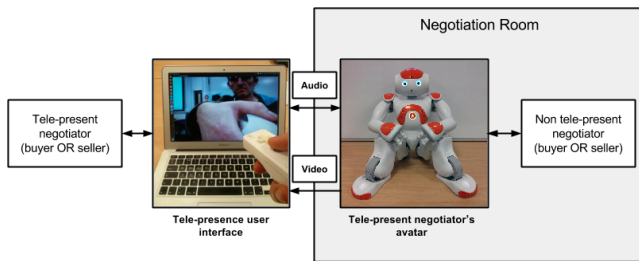 Negotiation Room
Audio
Tele-present
negotiator
(buyer OR seller)
Non tele-present
negotiator
(buyer OR seller)
Video
Tele-presence user
interface
Tele-present negotiator's
avatar